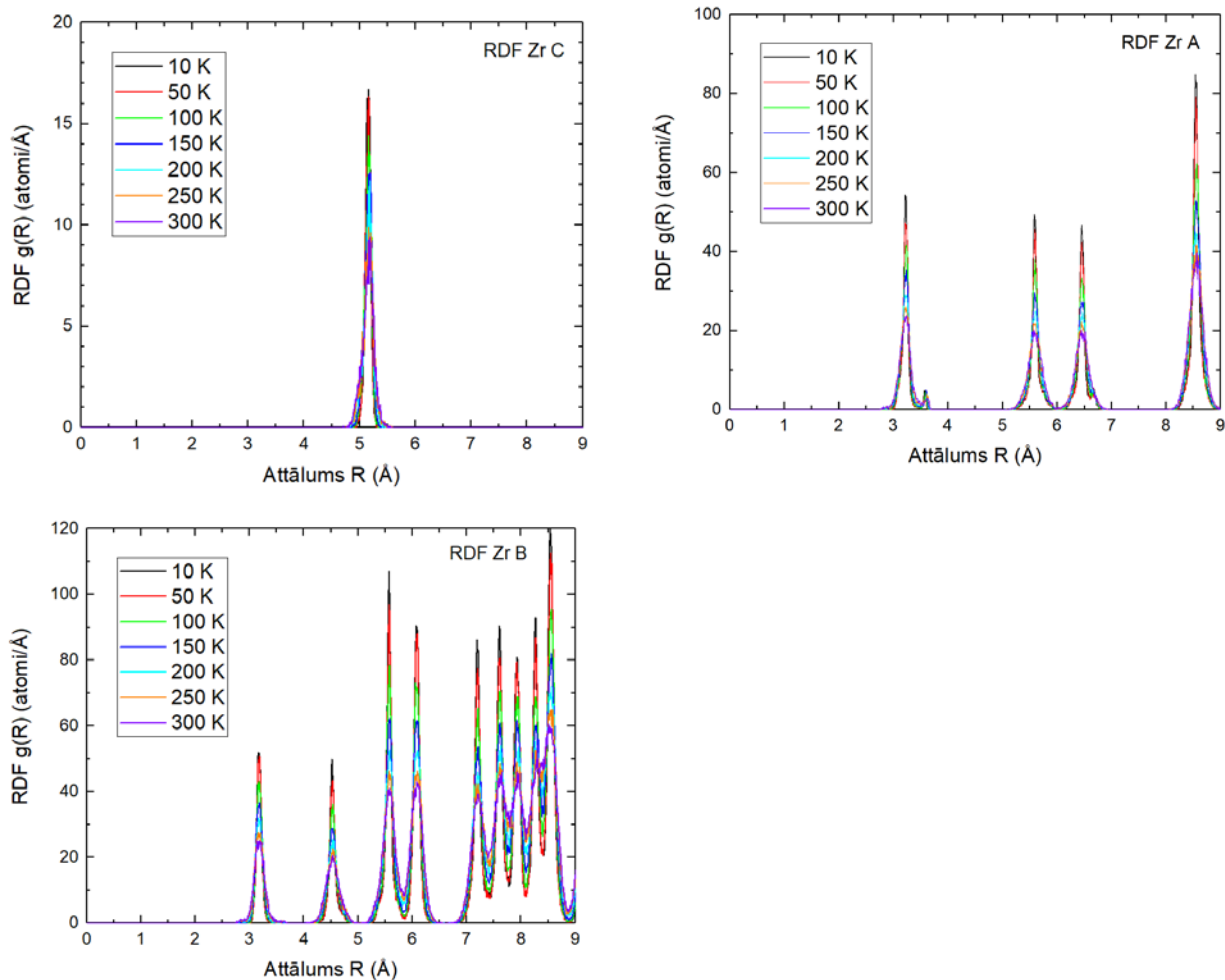 RDF Zr C
10 K
50 K
100 K
150 K
200 K
250 K
300 K
RDF g(R) (atomi/Å)
20
15
10
5
0
0 1 2 3 4 5 6 7 8 9
Attālums R (Å)
RDF Zr A
10 K
50 K
100 K
150 K
200 K
250 K
300 K
RDF g(R) (atomi/Å)
100
80
60
40
20
0
0 1 2 3 4 5 6 7 8 9
Attālums R (Å)
RDF Zr B
10 K
50 K
100 K
150 K
200 K
250 K
300 K
RDF g(R) (atomi/Å)
120
100
80
60
40
20
0
0 1 2 3 4 5 6 7 8 9
Attālums R (Å)